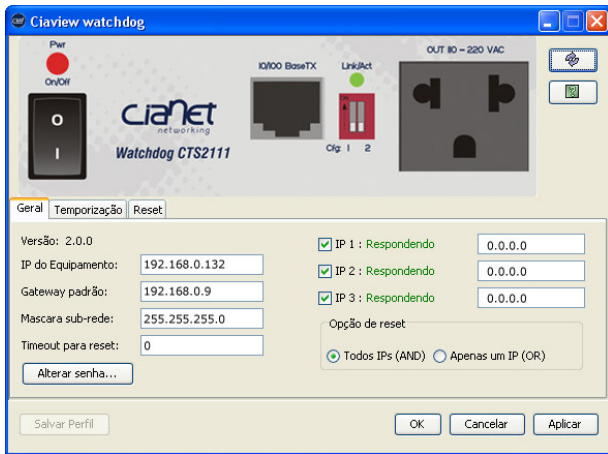 Ciaview watchdog
Pwr
On/Off
O
I
cianet
networking
Watchdog CTS2111
10/100 BaseTX
Link/Act
Cfg: 1 2
OUT 110 - 220 VAC
Geral Temporização Reset
Versão: 2.0.0
IP do Equipamento: 192.168.0.132
Gateway padrão: 192.168.0.9
Mascara sub-rede: 255.255.255.0
Timeout para reset: 0
Alterar senha...
IP 1 : Respondendo 0.0.0.0
IP 2 : Respondendo 0.0.0.0
IP 3 : Respondendo 0.0.0.0
Opção de reset
Todos IPs (AND) Apenas um IP (OR)
Salvar Perfil OK Cancelar Aplicar